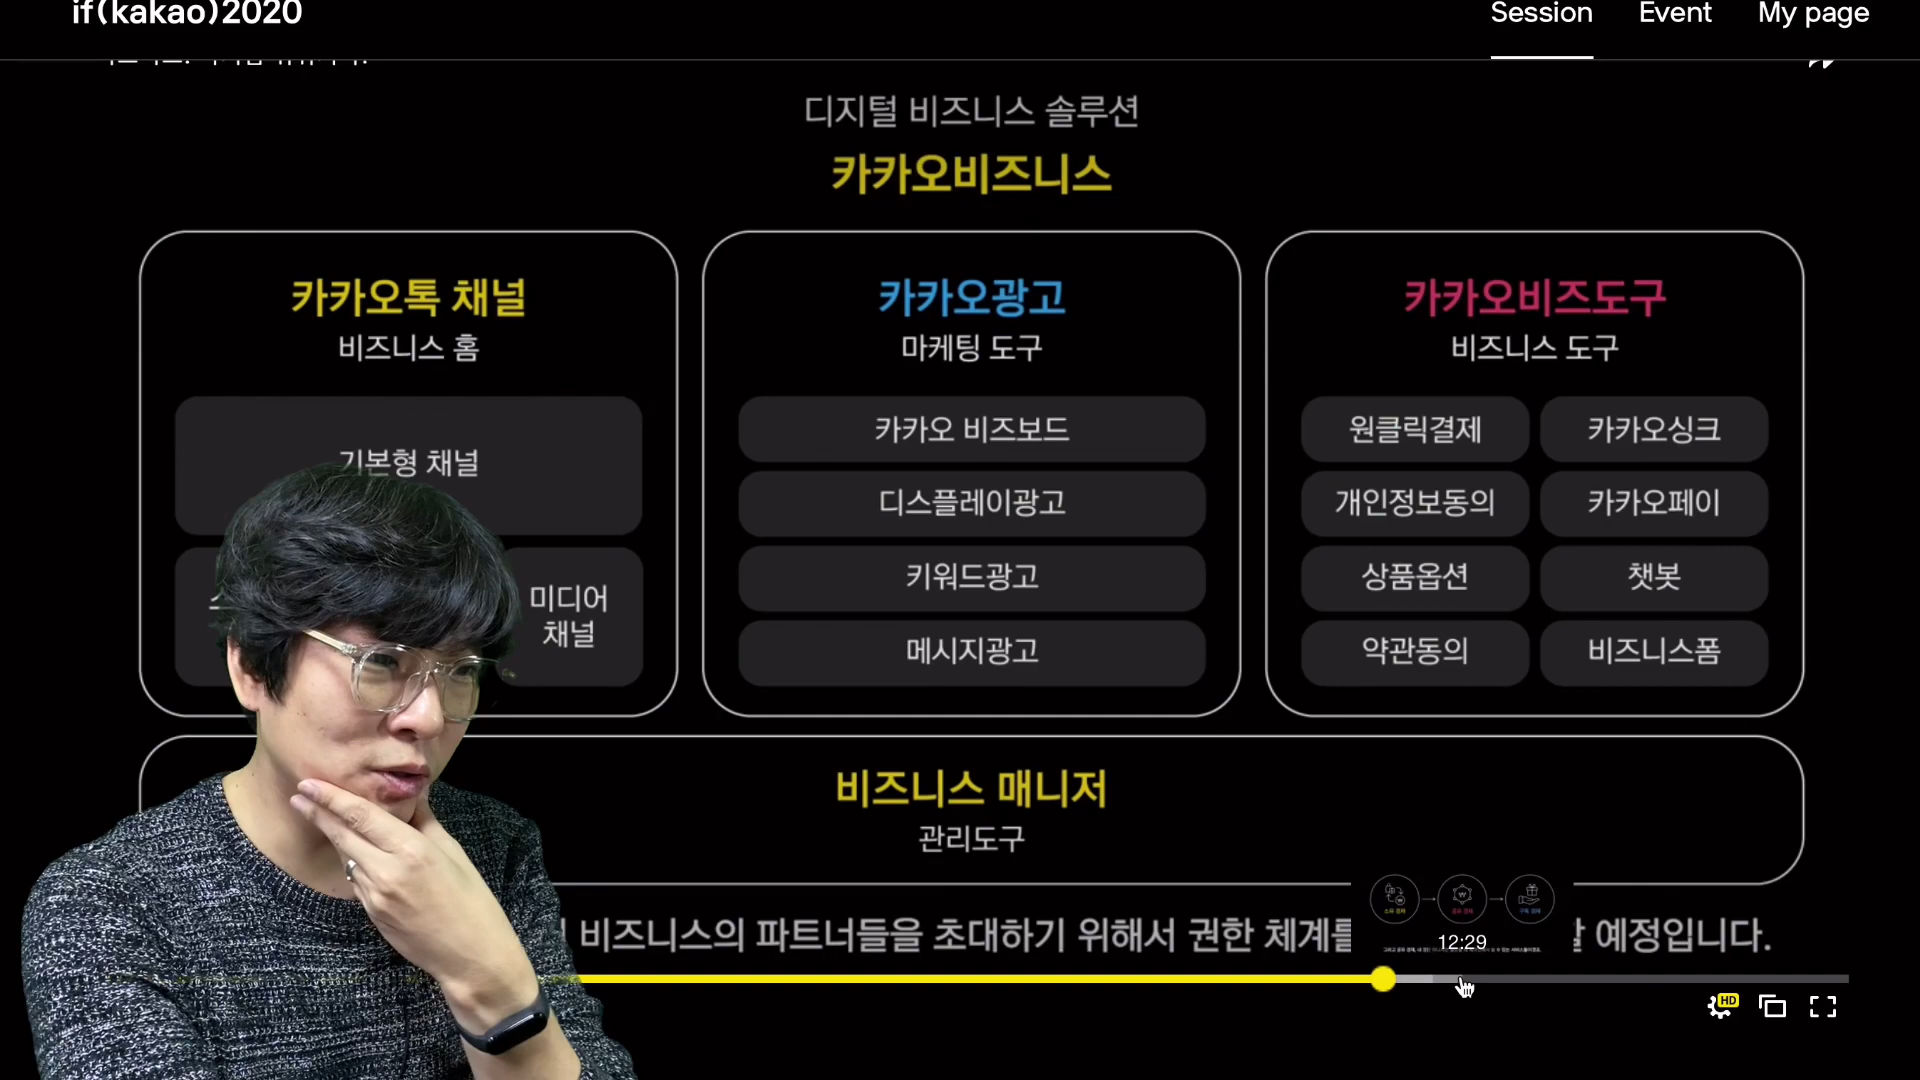 if(kakao)2020
Session
Event
My page
디지털 비즈니스 솔루션
카카오비즈니스
카카오톡 채널
비즈니스 홈
기본형 채널
미디어
채널
카카오광고
마케팅 도구
카카오 비즈보드
디스플레이광고
키워드광고
메시지광고
카카오비즈도구
비즈니스 도구
원클릭결제
카카오싱크
개인정보동의
카카오페이
상품옵션
챗봇
약관동의
비즈니스폼
비즈니스 매니저
관리도구
비즈니스의 파트너들을 초대하기 위해서 권한 체계를 예정입니다.
12:29
HD